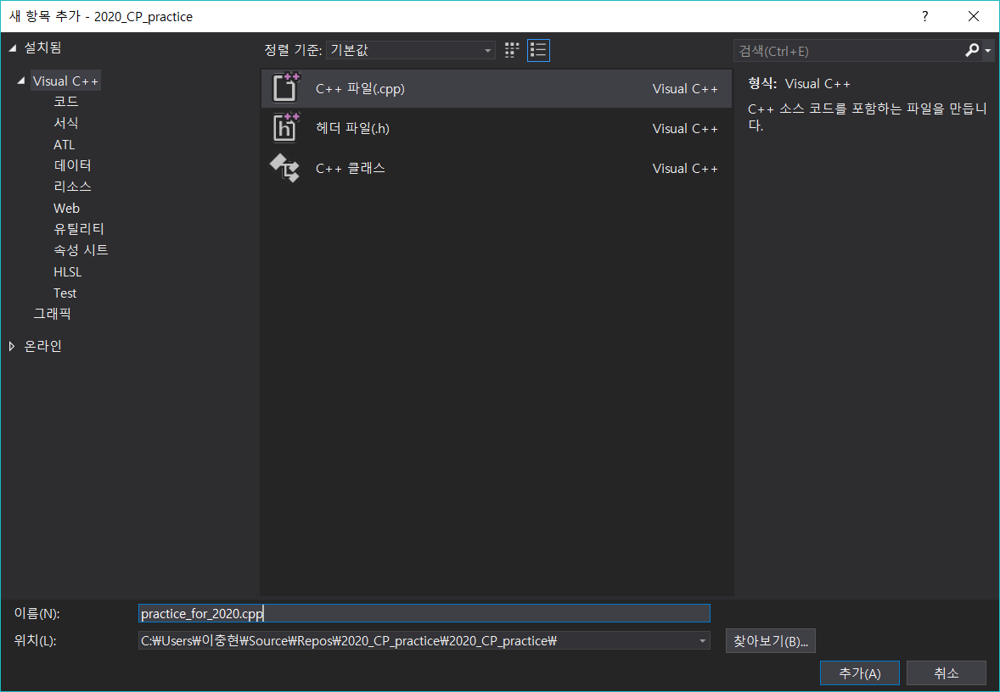 새 항목 추가 - 2020_CP_practice
?
설치됨
정렬 기준: 기본값
검색(Ctrl+E)
Visual C++
코드
서식
ATL
데이터
리소스
Web
유틸리티
속성 시트
HLSL
Test
그래픽
온라인
C++ 파일(.cpp) Visual C++
헤더 파일(.h) Visual C++
C++ 클래스 Visual C++
형식: Visual C++
C++ 소스 코드를 포함하는 파일을 만듭니
다.
이름(N): practice_for_2020.cpp
위치(L): C:₩Users₩이충현₩Source₩Repos₩2020_CP_practice₩2020_CP_practice₩
찾아보기(B)...
추가(A) 취소